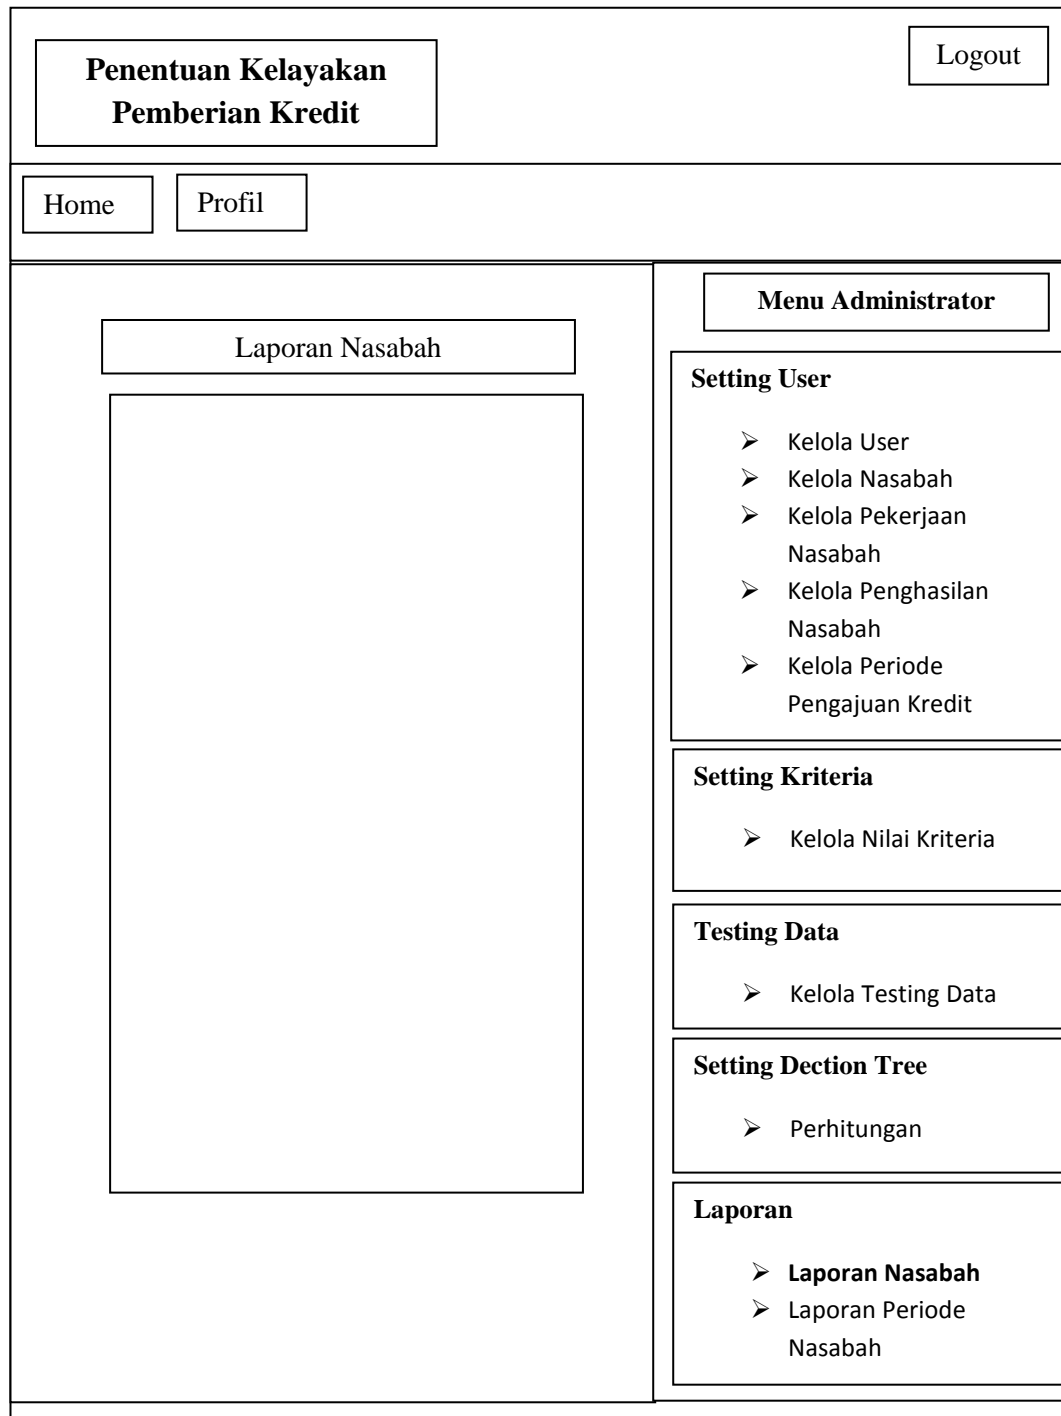 Penentuan Kelayakan
Pemberian Kredit
Logout
Home
Profil
Laporan Nasabah
Menu Administrator
Setting User
➢ Kelola User
➢ Kelola Nasabah
➢ Kelola Pekerjaan
Nasabah
➢ Kelola Penghasilan
Nasabah
➢ Kelola Periode
Pengajuan Kredit
Setting Kriteria
➢ Kelola Nilai Kriteria
Testing Data
➢ Kelola Testing Data
Setting Dection Tree
➢ Perhitungan
Laporan
➢ Laporan Nasabah
➢ Laporan Periode
Nasabah